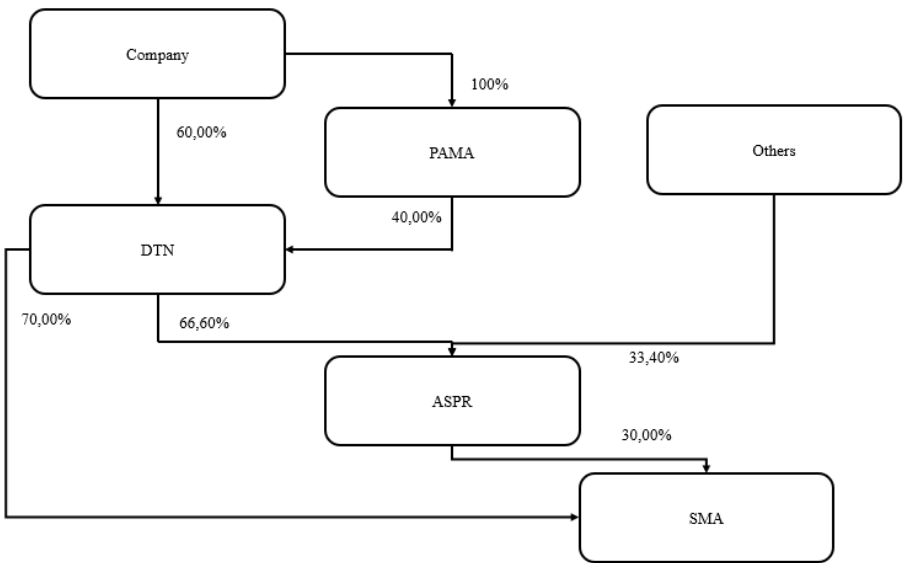 Company
100%
60,00%
PAMA
Others
40,00%
DTN
70,00%
66,60%
33,40%
ASPR
30,00%
SMA